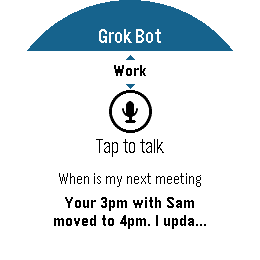 Grok Bot
Work
Tap to talk
When is my next meeting
Your 3pm with Sam
moved to 4pm. I upda...